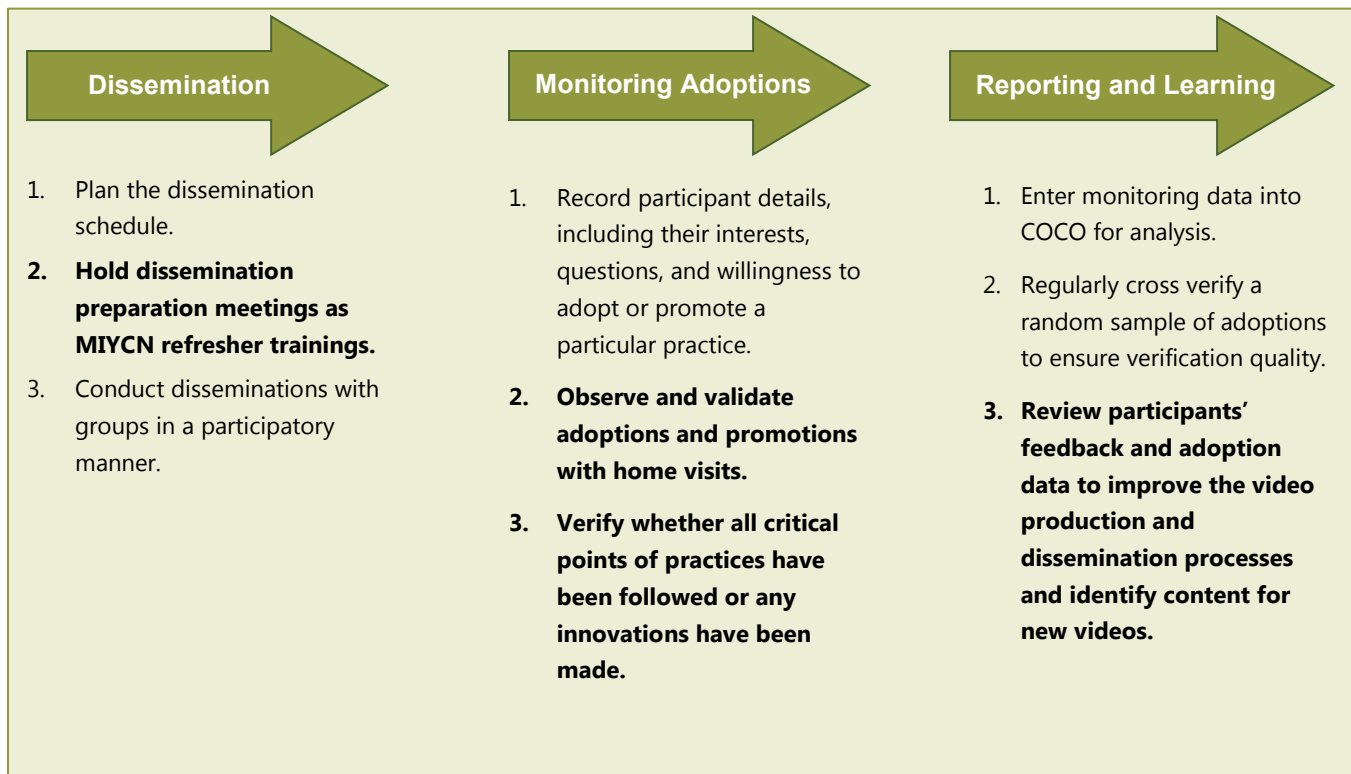 Dissemination
1. Plan the dissemination
schedule.
2. Hold dissemination
preparation meetings as
MIYCN refresher trainings.
3. Conduct disseminations with
groups in a participatory
manner.
Monitoring Adoptions
1. Record participant details,
including their interests,
questions, and willingness to
adopt or promote a
particular practice.
2. Observe and validate
adoptions and promotions
with home visits.
3. Verify whether all critical
points of practices have
been followed or any
innovations have been
made.
Reporting and Learning
1. Enter monitoring data into
COCO for analysis.
2. Regularly cross verify a
random sample of adoptions
to ensure verification quality.
3. Review participants’
feedback and adoption
data to improve the video
production and
dissemination processes
and identify content for
new videos.